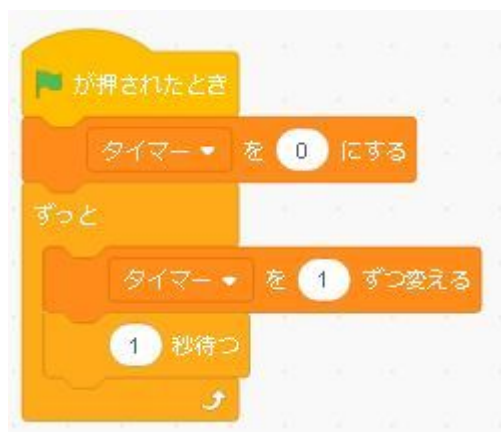 が押されたとき
タイマー を 0 にする
ずっと
タイマー を 1 ずつ変える
1 秒待つ